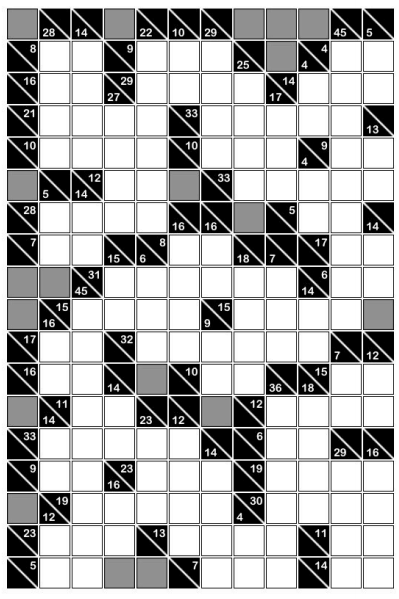 28 14 22 10 29 45 5
8 9 25 4 4
16 29 27 14 17
21 33 13
10 10 9 4
5 12 14 33
28 16 16 5 14
7 15 8 6 18 7 17
31 45 6 14
15 16 15 9
17 32 7 12
16 14 10 36 15 18
11 14 23 12 12
33 14 6 29 16
9 23 16 19
19 12 30 4
23 13 11
5 7 14